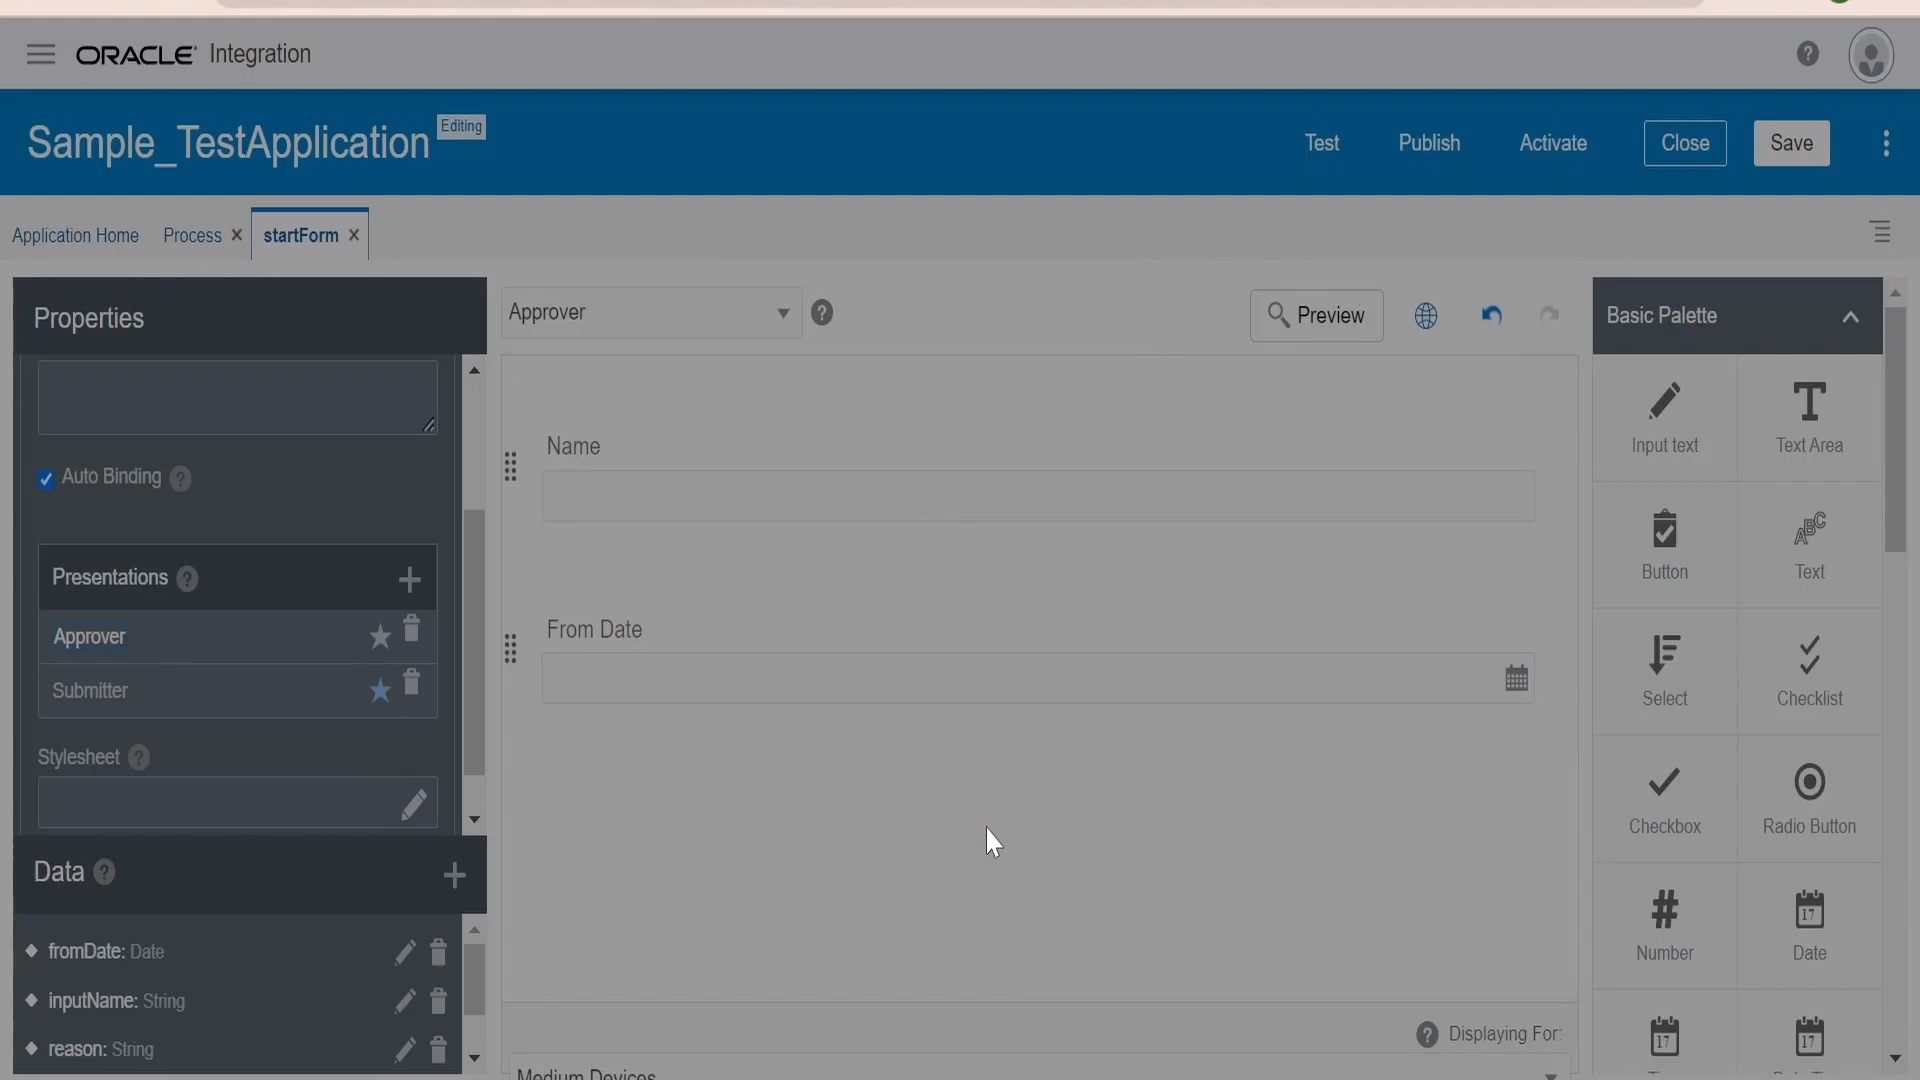 ORACLE Integration
Sample_TestApplication Editing
Test Publish Activate Close Save
Application Home Process startForm
Properties
Auto Binding
Presentations
Approver
Submitter
Stylesheet
Data
fromDate: Date
inputName: String
reason: String
Approver
Preview
Name
From Date
Displaying For:
Medium Devices
Basic Palette
Input text Text Area
Button Text
Select Checklist
Checkbox Radio Button
Number Date